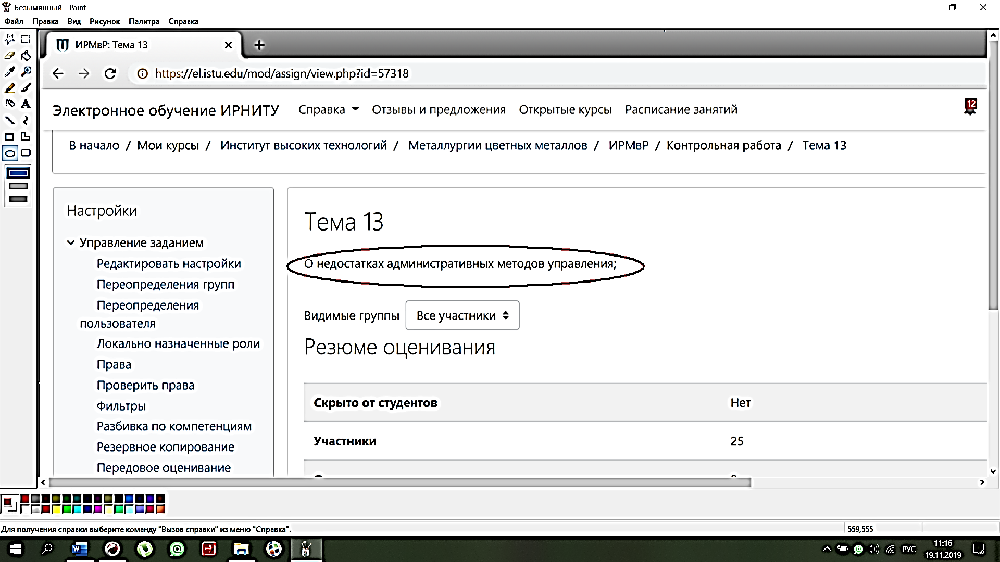 Безымянный - Paint
Файл Правка Вид Рисунок Палитра Справка
ИРМвР: Тема 13
https://el.istu.edu/mod/assign/view.php?id=57318
Электронное обучение ИРНИТУ Справка Отзывы и предложения Открытые курсы Расписание занятий 12
В начало / Мои курсы / Институт высоких технологий / Металлургии цветных металлов / ИРМвР / Контрольная работа / Тема 13
Настройки
Управление заданием
Редактировать настройки
Переопределения групп
Переопределения
пользователя
Локально назначенные роли
Права
Проверить права
Фильтры
Разбивка по компетенциям
Резервное копирование
Передовое оценивание
Тема 13
О недостатках административных методов управления;
Видимые группы Все участники
Резюме оценивания
Скрыто от студентов Нет
Участники 25
Для получения справки выберите команду "Вызов справки" из меню "Справка".
559,555
РУС
11:16
19.11.2019